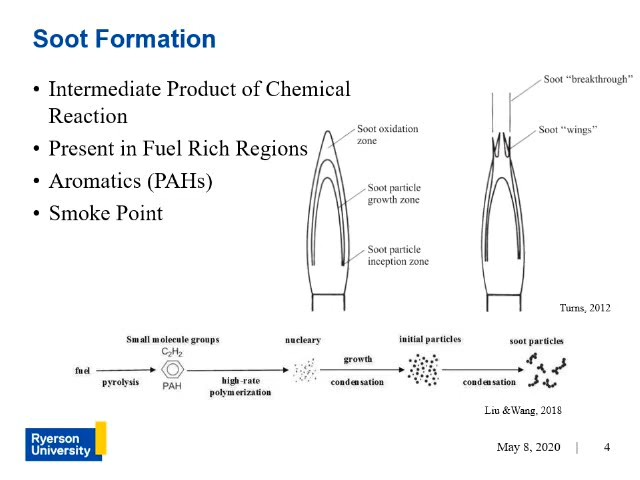 Soot Formation
• Intermediate Product of Chemical
Reaction
• Present in Fuel Rich Regions
• Aromatics (PAHs)
• Smoke Point
Soot oxidation
zone
Soot particle
growth zone
Soot particle
inception zone
Soot “breakthrough”
Soot “wings”
Turns, 2012
fuel
pyrolysis
Small molecule groups
C₂H₂
PAH
high-rate
polymerization
nucleary
growth
condensation
initial particles
condensation
soot particles
Liu &Wang, 2018
Ryerson
University
May 8, 2020 | 4